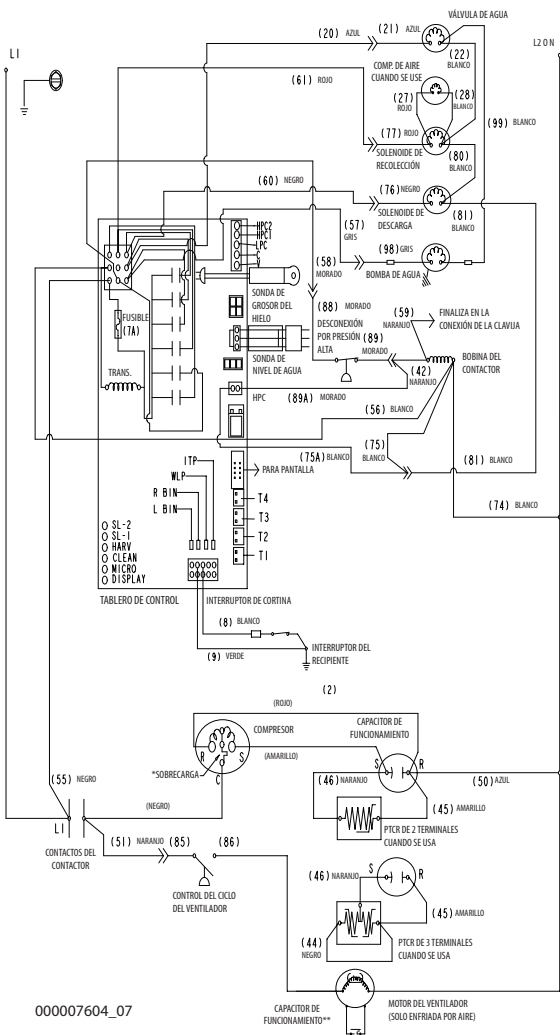 L1
(20) AZUL
(21) AZUL
VÁLVULA DE AGUA
L2 O N
(22)
BLANCO
COMP. DE AIRE
CUANDO SE USE
(61) ROJO
(27)
ROJO
(28)
BLANCO
(99) BLANCO
(77) ROJO
SOLENOIDE DE
RECOLECCIÓN
(80)
BLANCO
(60) NEGRO
(76) NEGRO
SOLENOIDE DE
DESCARGA
(81)
BLANCO
(57)
GRIS
(98) GRIS
BOMBA DE AGUA
HPC2
HPC1
LPC
C
V
(58)
MORADO
SONDA DE
GROSOR DEL
HIELO
(88)
MORADO
(59)
NARANJO
FINALIZA EN LA
CONEXIÓN DE LA CLAVIJA
FUSIBLE
(7A)
DESCONEXIÓN
POR PRESIÓN
ALTA
(89)
MORADO
TRANS.
SONDA DE
NIVEL DE AGUA
(42)
NARANJO
BOBINA DEL
CONTACTOR
HPC
(89A) MORADO
(56) BLANCO
(75)
BLANCO
(75A) BLANCO
(81) BLANCO
ITP
WLP
R BIN
L BIN
PARA PANTALLA
(74) BLANCO
T4
T3
T2
T1
SL-2
SL-1
HARV
CLEAN
MICRO
DISPLAY
TABLERO DE CONTROL
INTERRUPTOR DE CORTINA
(8) BLANCO
(9) VERDE
INTERRUPTOR DEL
RECIPIENTE
(2)
(ROJO)
COMPRESOR
CAPACITOR DE
FUNCIONAMIENTO
R S
(AMARILLO)
*SOBRECARGA
C
S R
(55) NEGRO
(NEGRO)
(46) NARANJO
(50) AZUL
(45) AMARILLO
L1
PTCR DE 2 TERMINALES
CUANDO SE USA
CONTACTOS DEL
CONTACTOR
(51) NARANJO
(85)
(86)
CONTROL DEL CICLO
DEL VENTILADOR
S R
(46) NARANJO
(45) AMARILLO
(44)
NEGRO
PTCR DE 3 TERMINALES
CUANDO SE USA
000007604_07
CAPACITOR DE
FUNCIONAMIENTO**
MOTOR DEL VENTILADOR
(SOLO ENFRIADA POR AIRE)